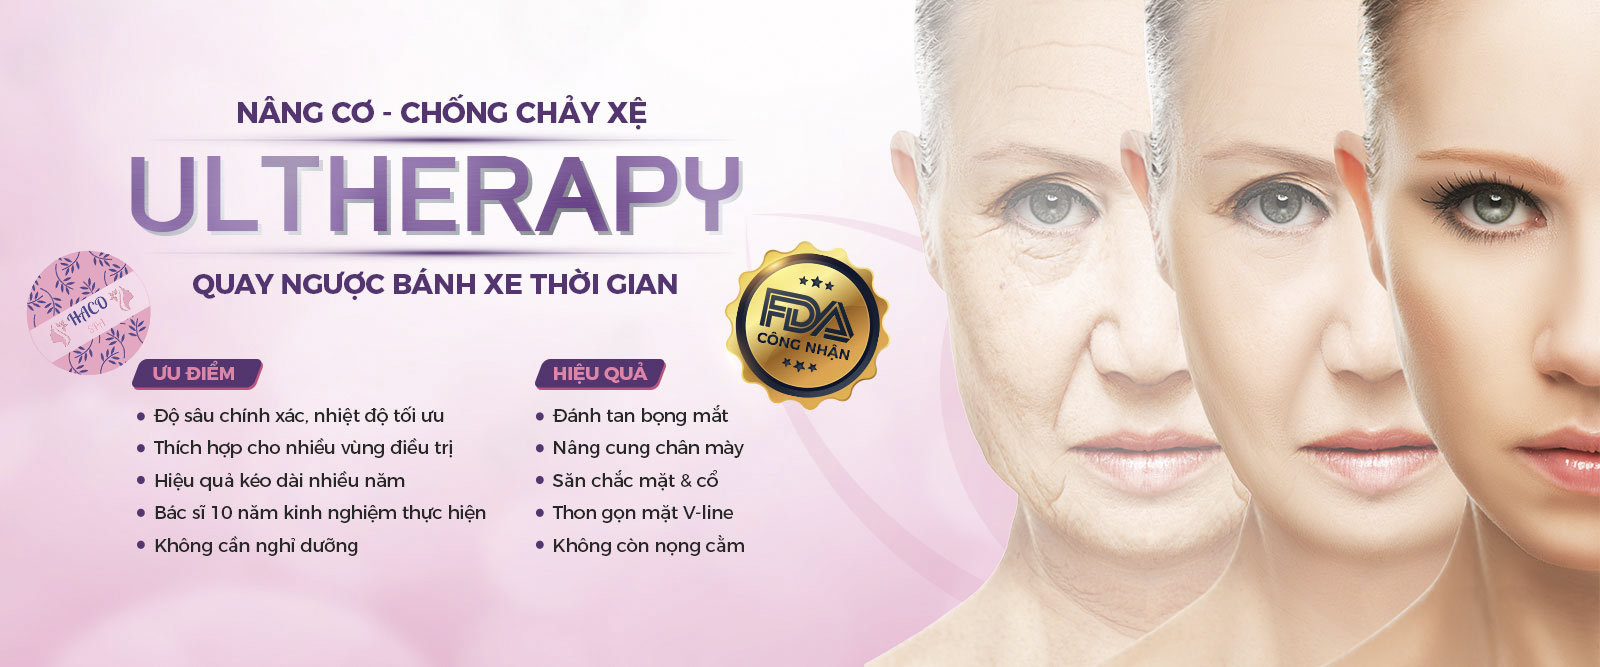 NÂNG CƠ - CHỐNG CHẢY XỆ
ULTHERAPY
QUAY NGƯỢC BÁNH XE THỜI GIAN
HACO
SPA
FDA
CÔNG NHẬN
ƯU ĐIỂM
Độ sâu chính xác, nhiệt độ tối ưu
Thích hợp cho nhiều vùng điều trị
Hiệu quả kéo dài nhiều năm
Bác sĩ 10 năm kinh nghiệm thực hiện
Không cần nghỉ dưỡng
HIỆU QUẢ
Đánh tan bọng mắt
Nâng cung chân mày
Săn chắc mặt & cổ
Thon gọn mặt V-line
Không còn nọng cằm